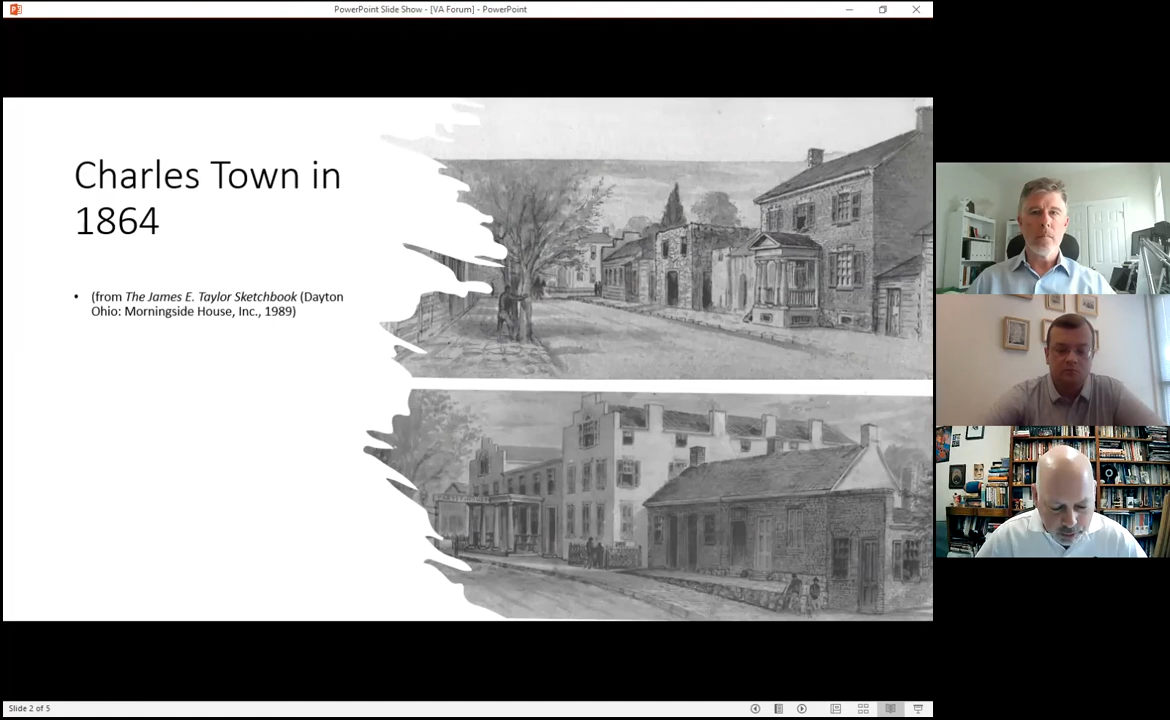 PowerPoint Slide Show - [VA Forum] - PowerPoint
Charles Town in
1864
• (from The James E. Taylor Sketchbook (Dayton
Ohio: Morningside House, Inc., 1989)
Slide 2 of 5